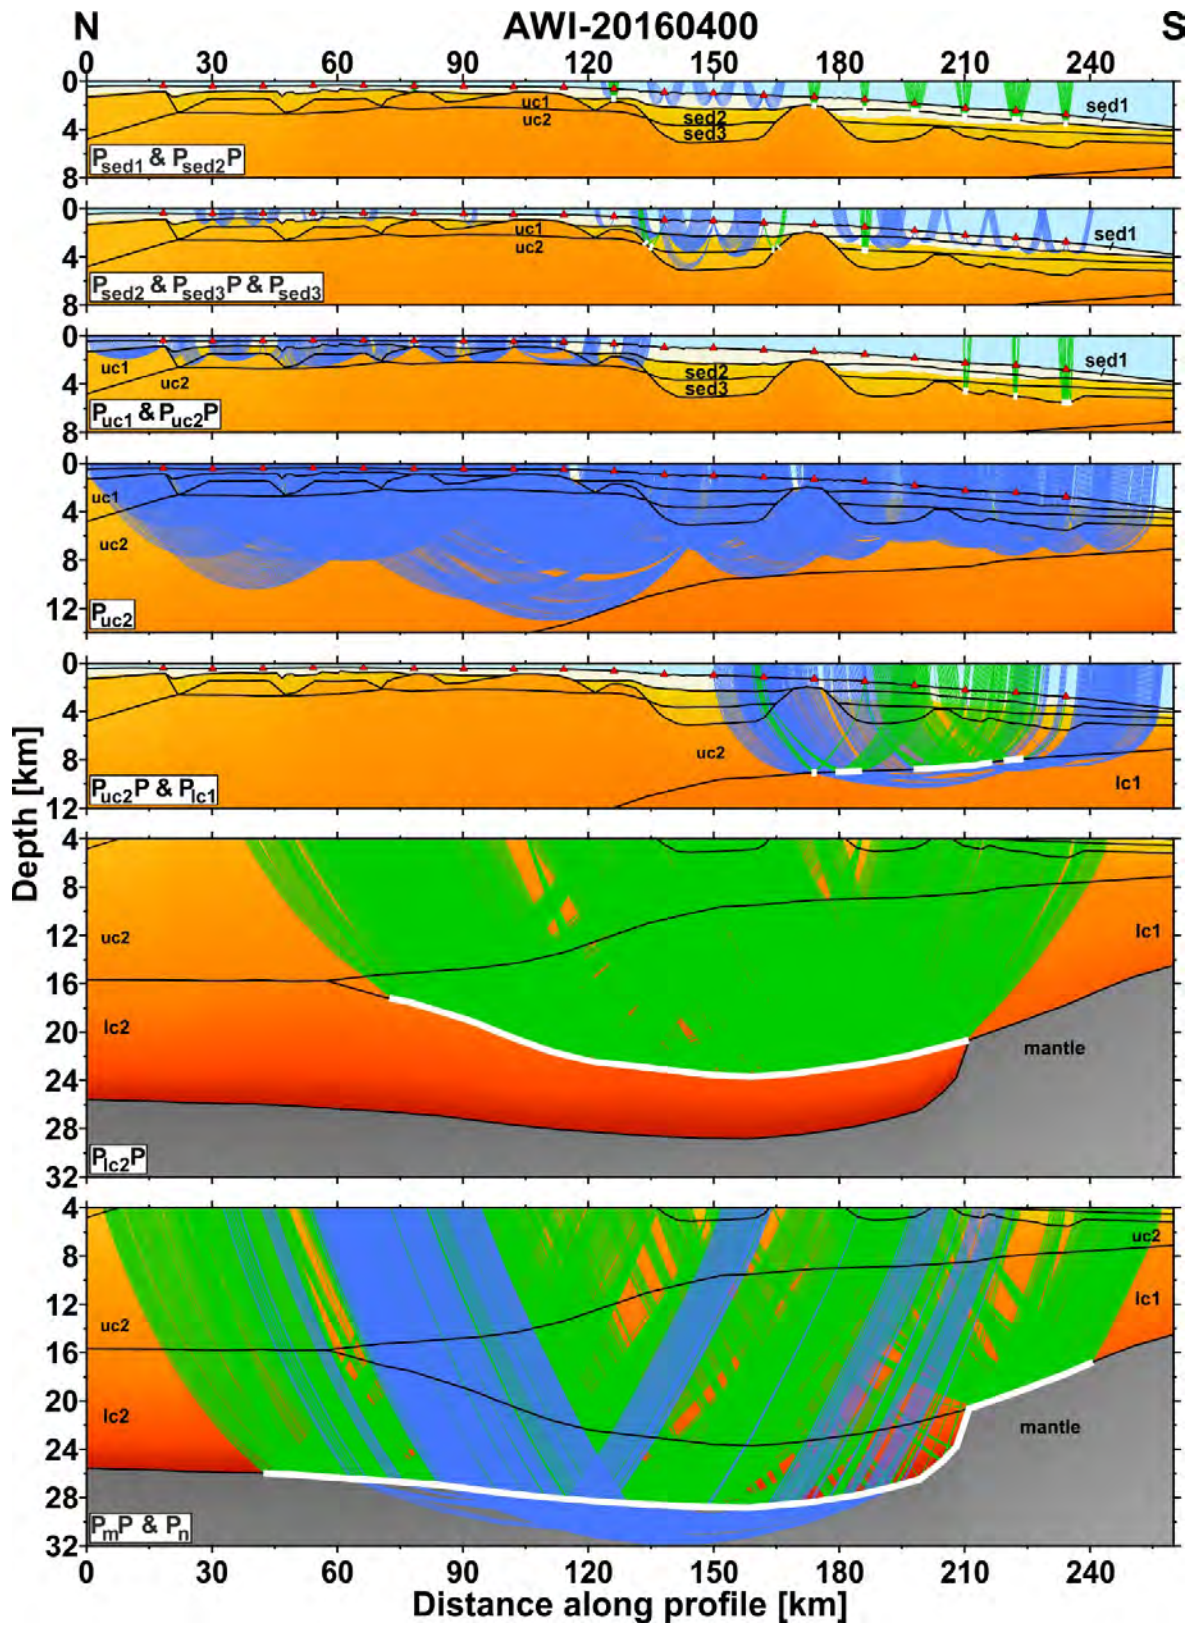 N AWI-20160400 S
0 30 60 90 120 150 180 210 240
0
4
8
uc1
uc2
sed2
sed3
sed1
Psed1 & Psed2P
0
4
8
uc1
uc2
sed1
Psed2 & Psed3P & Psed3
0
4
8
uc1
uc2
sed2
sed3
sed1
Puc1 & Puc2P
0
4
8
12
uc1
uc2
Puc2
0
4
8
12
uc2
lc1
Puc2P & Plc1
Depth [km]
4
8
12
16
20
24
28
32
uc2
lc1
lc2
mantle
Plc2P
4
8
12
16
20
24
28
32
uc2
lc1
uc2
lc2
mantle
PmP & Pn
0 30 60 90 120 150 180 210 240
Distance along profile [km]